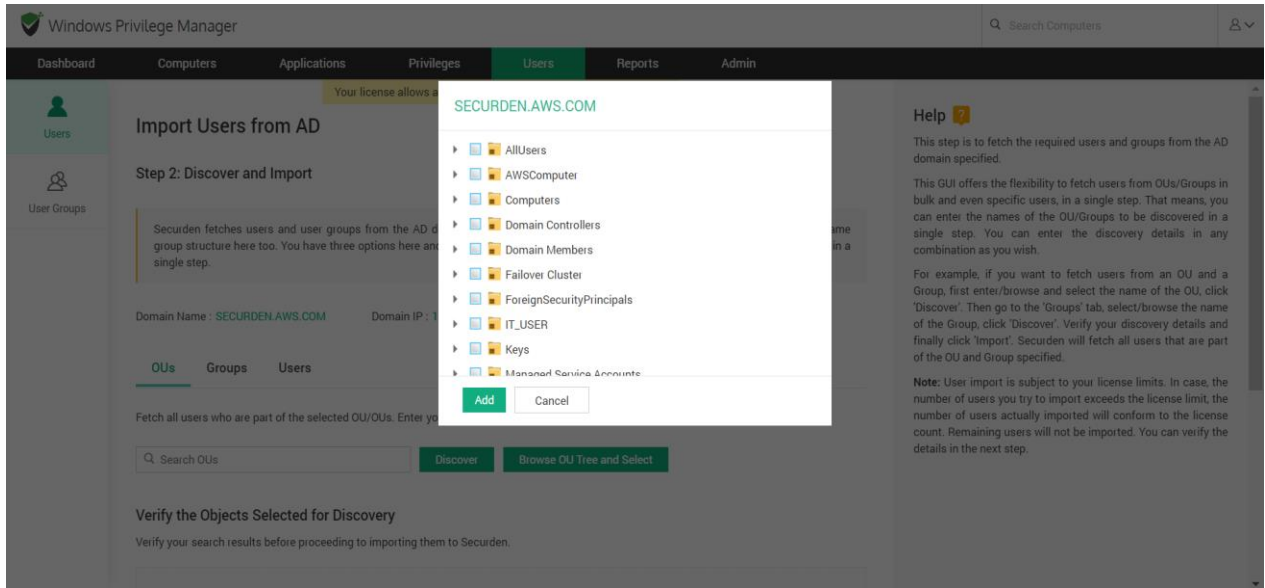 Windows Privilege Manager
Search Computers
Dashboard Computers Applications Privileges Users Reports Admin
Your license allows a
Users
User Groups
Import Users from AD
Step 2: Discover and Import
Securden fetches users and user groups from the AD d
ame
group structure here too. You have three options here and
in a
single step.
Domain Name : SECURDEN.AWS.COM Domain IP : 1
OUs Groups Users
Fetch all users who are part of the selected OU/OUs. Enter yo
Search OUs
Discover
Browse OU Tree and Select
Verify the Objects Selected for Discovery
Verify your search results before proceeding to importing them to Securden.
SECURDEN.AWS.COM
AllUsers
AWSComputer
Computers
Domain Controllers
Domain Members
Failover Cluster
ForeignSecurityPrincipals
IT_USER
Keys
Managed Service Accounts
Add
Cancel
Help ?
This step is to fetch the required users and groups from the AD
domain specified.
This GUI offers the flexibility to fetch users from OUs/Groups in
bulk and even specific users, in a single step. That means, you
can enter the names of the OU/Groups to be discovered in a
single step. You can enter the discovery details in any
combination as you wish.
For example, if you want to fetch users from an OU and a
Group, first enter/browse and select the name of the OU, click
'Discover'. Then go to the 'Groups' tab, select/browse the name
of the Group, click 'Discover'. Verify your discovery details and
finally click 'Import'. Securden will fetch all users that are part
of the OU and Group specified.
Note: User import is subject to your license limits. In case, the
number of users you try to import exceeds the license limit, the
number of users actually imported will conform to the license
count. Remaining users will not be imported. You can verify the
details in the next step.